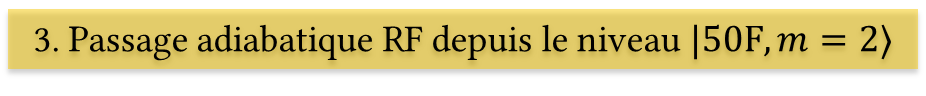 3. Passage adiabatique RF depuis le niveau |50F, m = 2⟩